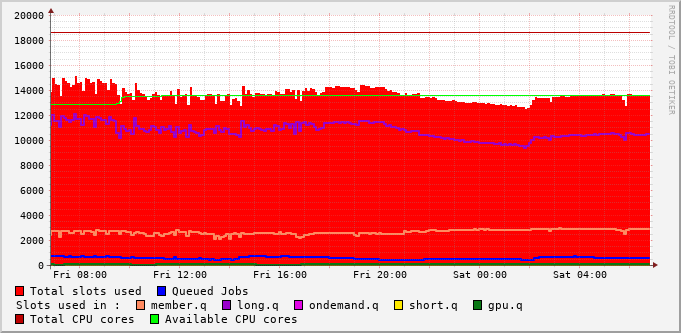 20000
18000
16000
14000
12000
10000
8000
6000
4000
2000
0
Fri 08:00 Fri 12:00 Fri 16:00 Fri 20:00 Sat 00:00 Sat 04:00
RRDTOOL / TOBI OETIKER
Total slots used Queued Jobs
Slots used in : member.q long.q ondemand.q short.q gpu.q
Total CPU cores Available CPU cores